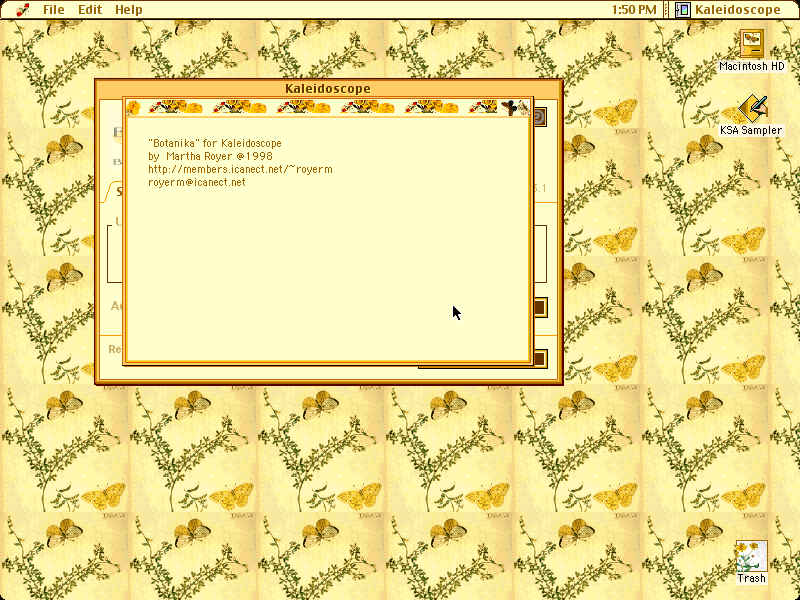 File Edit Help 1:50 PM Kaleidoscope
Macintosh HD
KSA Sampler
Kaleidoscope
"Botanika" for Kaleidoscope
by Martha Royer @1998
http://members.icanect.net/~royerm
royerm@icanect.net
Trash